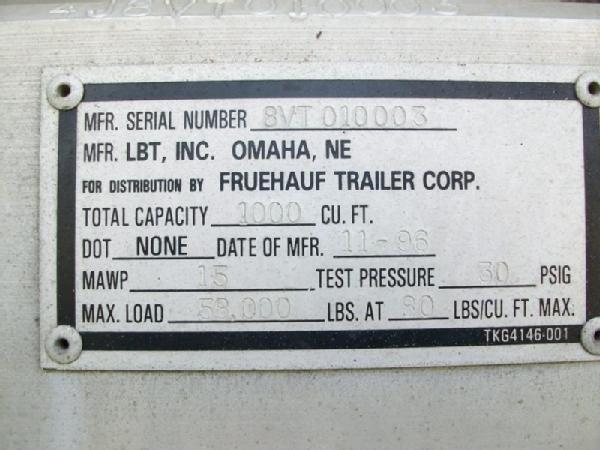 MFR. SERIAL NUMBER 8VT010003
MFR. LBT, INC. OMAHA, NE
FOR DISTRIBUTION BY FRUEHAUF TRAILER CORP.
TOTAL CAPACITY 1000 CU. FT.
DOT NONE DATE OF MFR. 11-96
MAWP 15 TEST PRESSURE 30 PSIG
MAX. LOAD 58,000 LBS. AT 80 LBS/CU. FT. MAX.
TKG4146-001